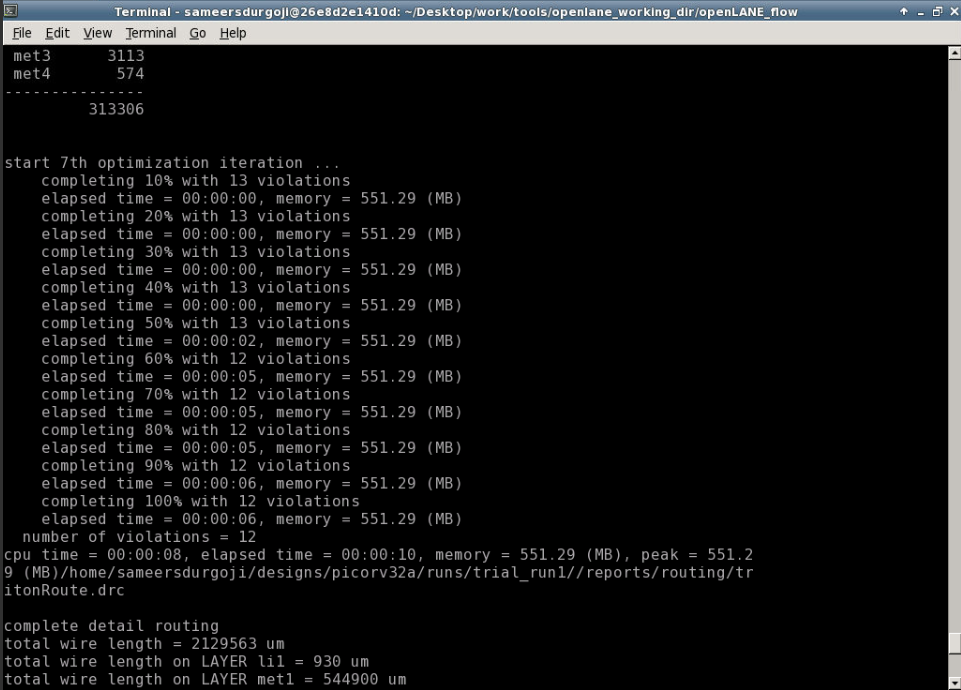 Terminal - sameersdurgoji@26e8d2e1410d: ~/Desktop/work/tools/openlane_working_dir/openLANE_flow
File Edit View Terminal Go Help
met3 3113
met4 574
---------------
313306
start 7th optimization iteration ...
completing 10% with 13 violations
elapsed time = 00:00:00, memory = 551.29 (MB)
completing 20% with 13 violations
elapsed time = 00:00:00, memory = 551.29 (MB)
completing 30% with 13 violations
elapsed time = 00:00:00, memory = 551.29 (MB)
completing 40% with 13 violations
elapsed time = 00:00:00, memory = 551.29 (MB)
completing 50% with 13 violations
elapsed time = 00:00:02, memory = 551.29 (MB)
completing 60% with 12 violations
elapsed time = 00:00:05, memory = 551.29 (MB)
completing 70% with 12 violations
elapsed time = 00:00:05, memory = 551.29 (MB)
completing 80% with 12 violations
elapsed time = 00:00:05, memory = 551.29 (MB)
completing 90% with 12 violations
elapsed time = 00:00:06, memory = 551.29 (MB)
completing 100% with 12 violations
elapsed time = 00:00:06, memory = 551.29 (MB)
number of violations = 12
cpu time = 00:00:08, elapsed time = 00:00:10, memory = 551.29 (MB), peak = 551.2
9 (MB)/home/sameersdurgoji/designs/picorv32a/runs/trial_run1//reports/routing/tr
itonRoute.drc
complete detail routing
total wire length = 2129563 um
total wire length on LAYER li1 = 930 um
total wire length on LAYER met1 = 544900 um